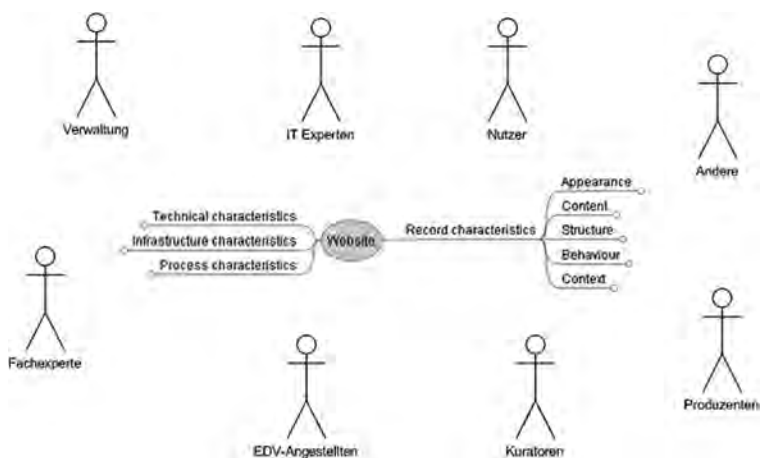 Verwaltung
IT Experten
Nutzer
Andere
Technical characteristics
Infrastructure characteristics
Process characteristics
Website
Record characteristics
Appearance
Content
Structure
Behaviour
Context
Fachexperte
EDV-Angestellten
Kuratoren
Produzenten